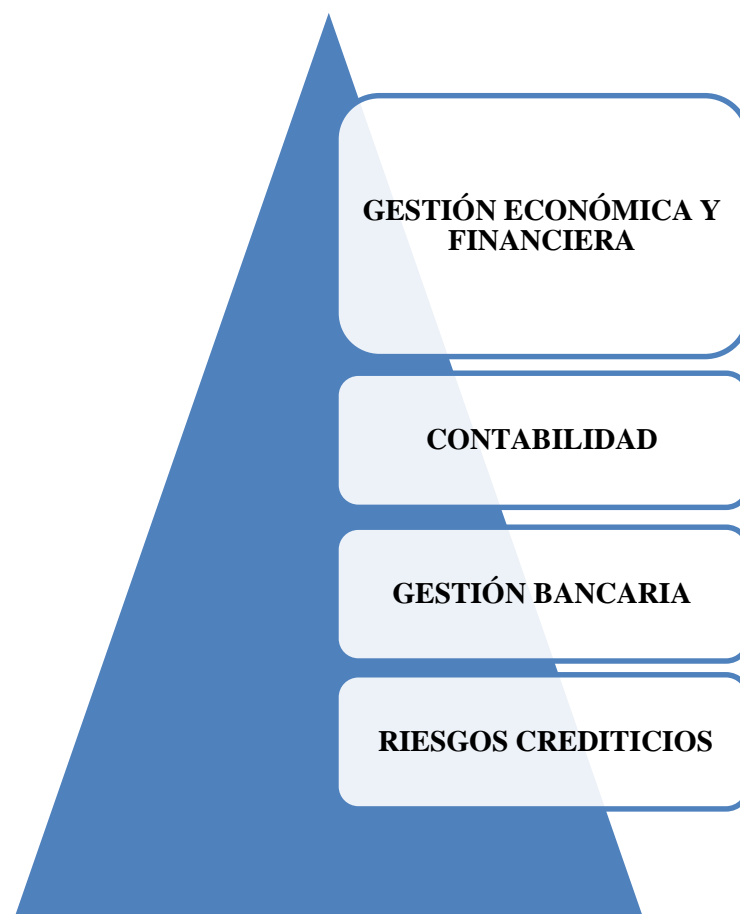 GESTIÓN ECONÓMICA Y
FINANCIERA
CONTABILIDAD
GESTIÓN BANCARIA
RIESGOS CREDITICIOS